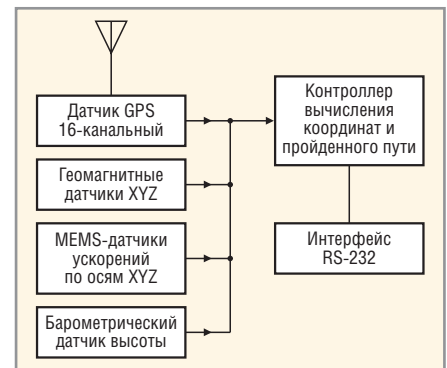 Датчик GPS
16-канальный
Геомагнитные
датчики XYZ
MEMS-датчики
ускорений
по осям XYZ
Барометрический
датчик высоты
Контроллер
вычисления
координат и
пройденного пути
Интерфейс
RS-232